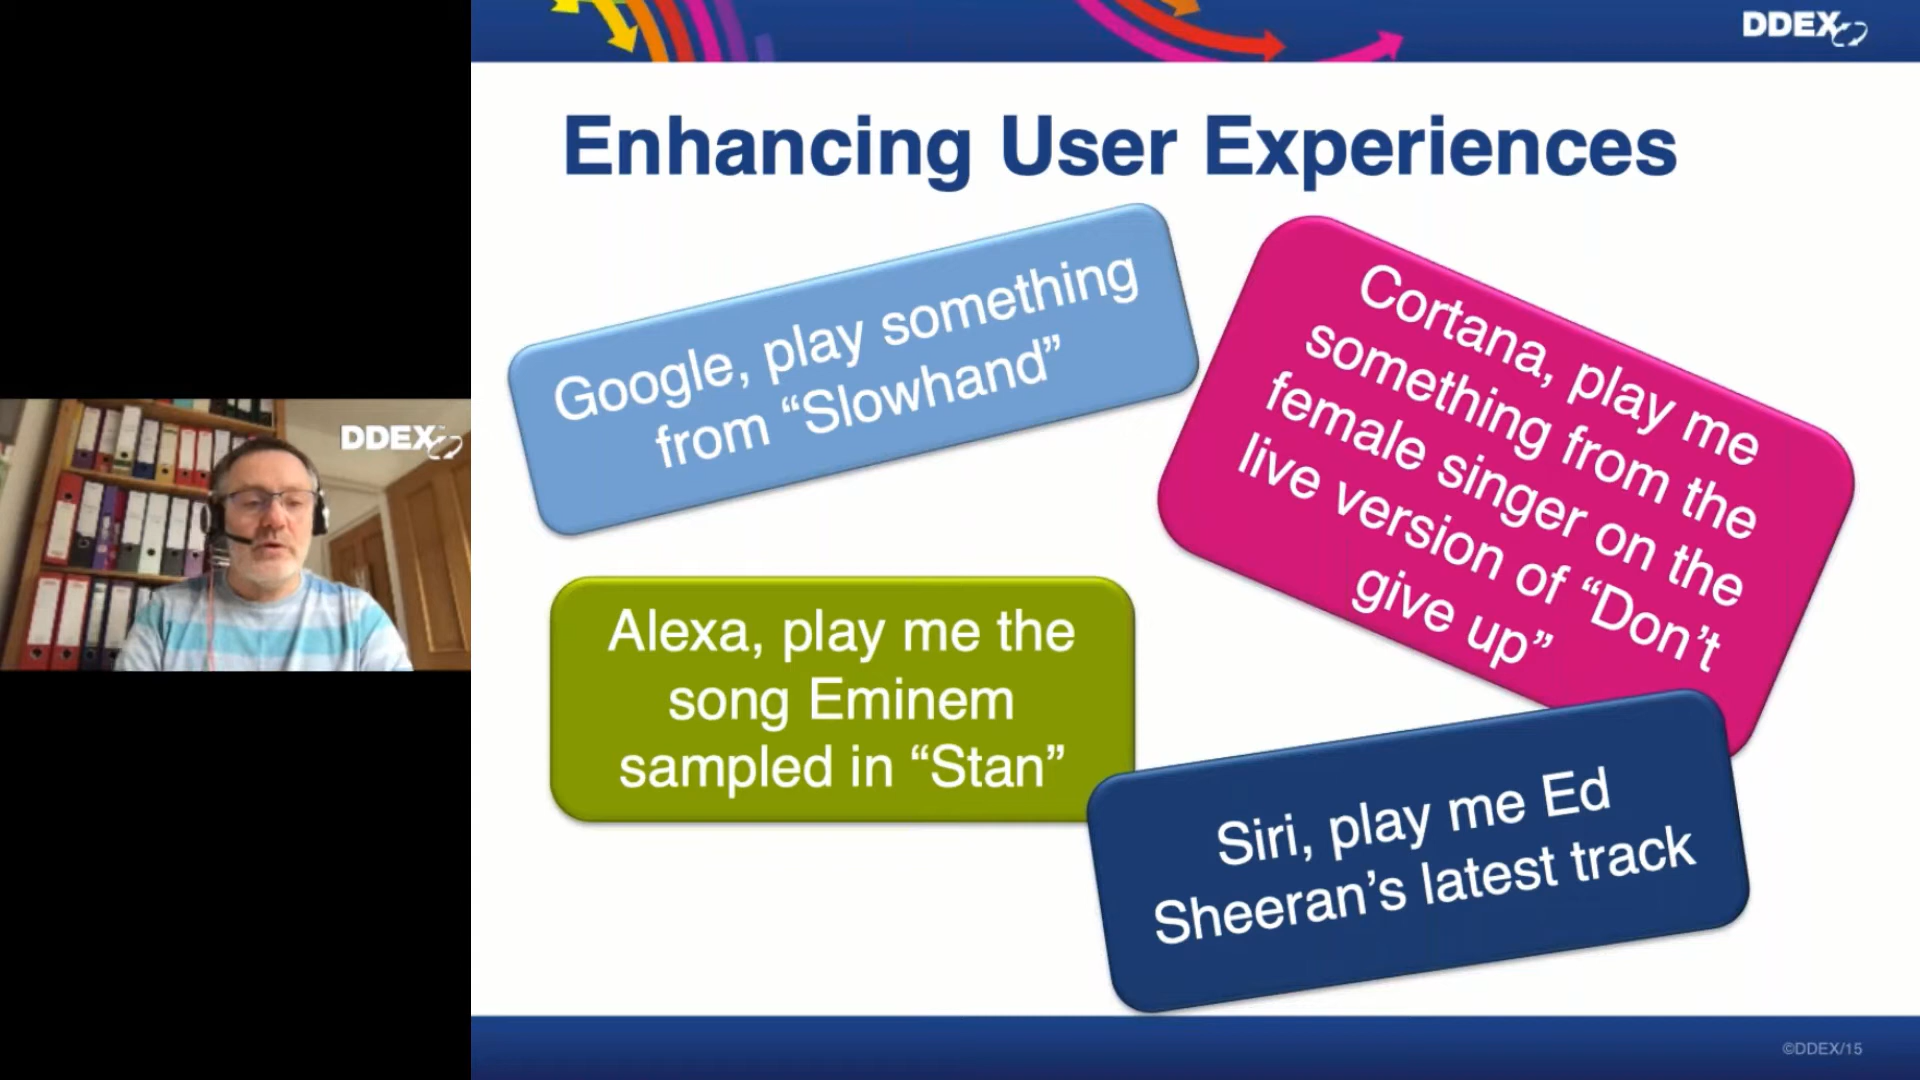 DDEX
Enhancing User Experiences
Google, play something
from “Slowhand”
Cortana, play me
something from the
female singer on the
live version of “Don’t
give up”
Alexa, play me the
song Eminem
sampled in “Stan”
Siri, play me Ed
Sheeran’s latest track
DDEX
©DDEX/15